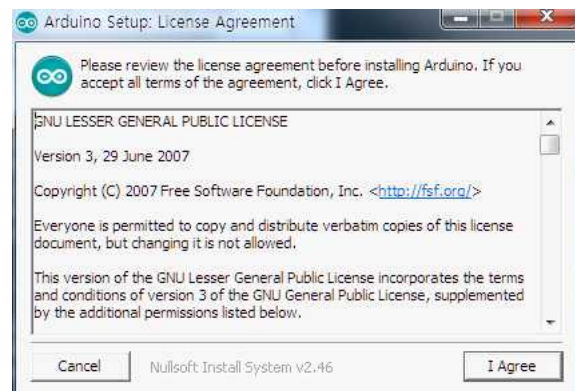 Arduino Setup: License Agreement
Please review the license agreement before installing Arduino. If you
accept all terms of the agreement, click I Agree.
GNU LESSER GENERAL PUBLIC LICENSE
Version 3, 29 June 2007
Copyright (C) 2007 Free Software Foundation, Inc. <http://fsf.org/>
Everyone is permitted to copy and distribute verbatim copies of this license
document, but changing it is not allowed.
This version of the GNU Lesser General Public License incorporates the terms
and conditions of version 3 of the GNU General Public License, supplemented
by the additional permissions listed below.
Cancel
Nullsoft Install System v2.46
I Agree